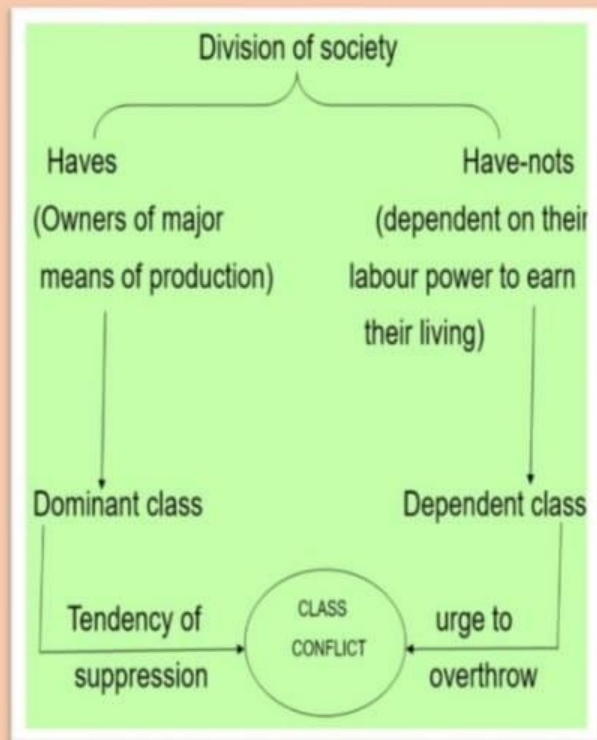 Division of society
Haves
(Owners of major
means of production)
Have-nots
(dependent on their
labour power to earn
their living)
Dominant class
Dependent class
Tendency of
suppression
CLASS
CONFLICT
urge to
overthrow